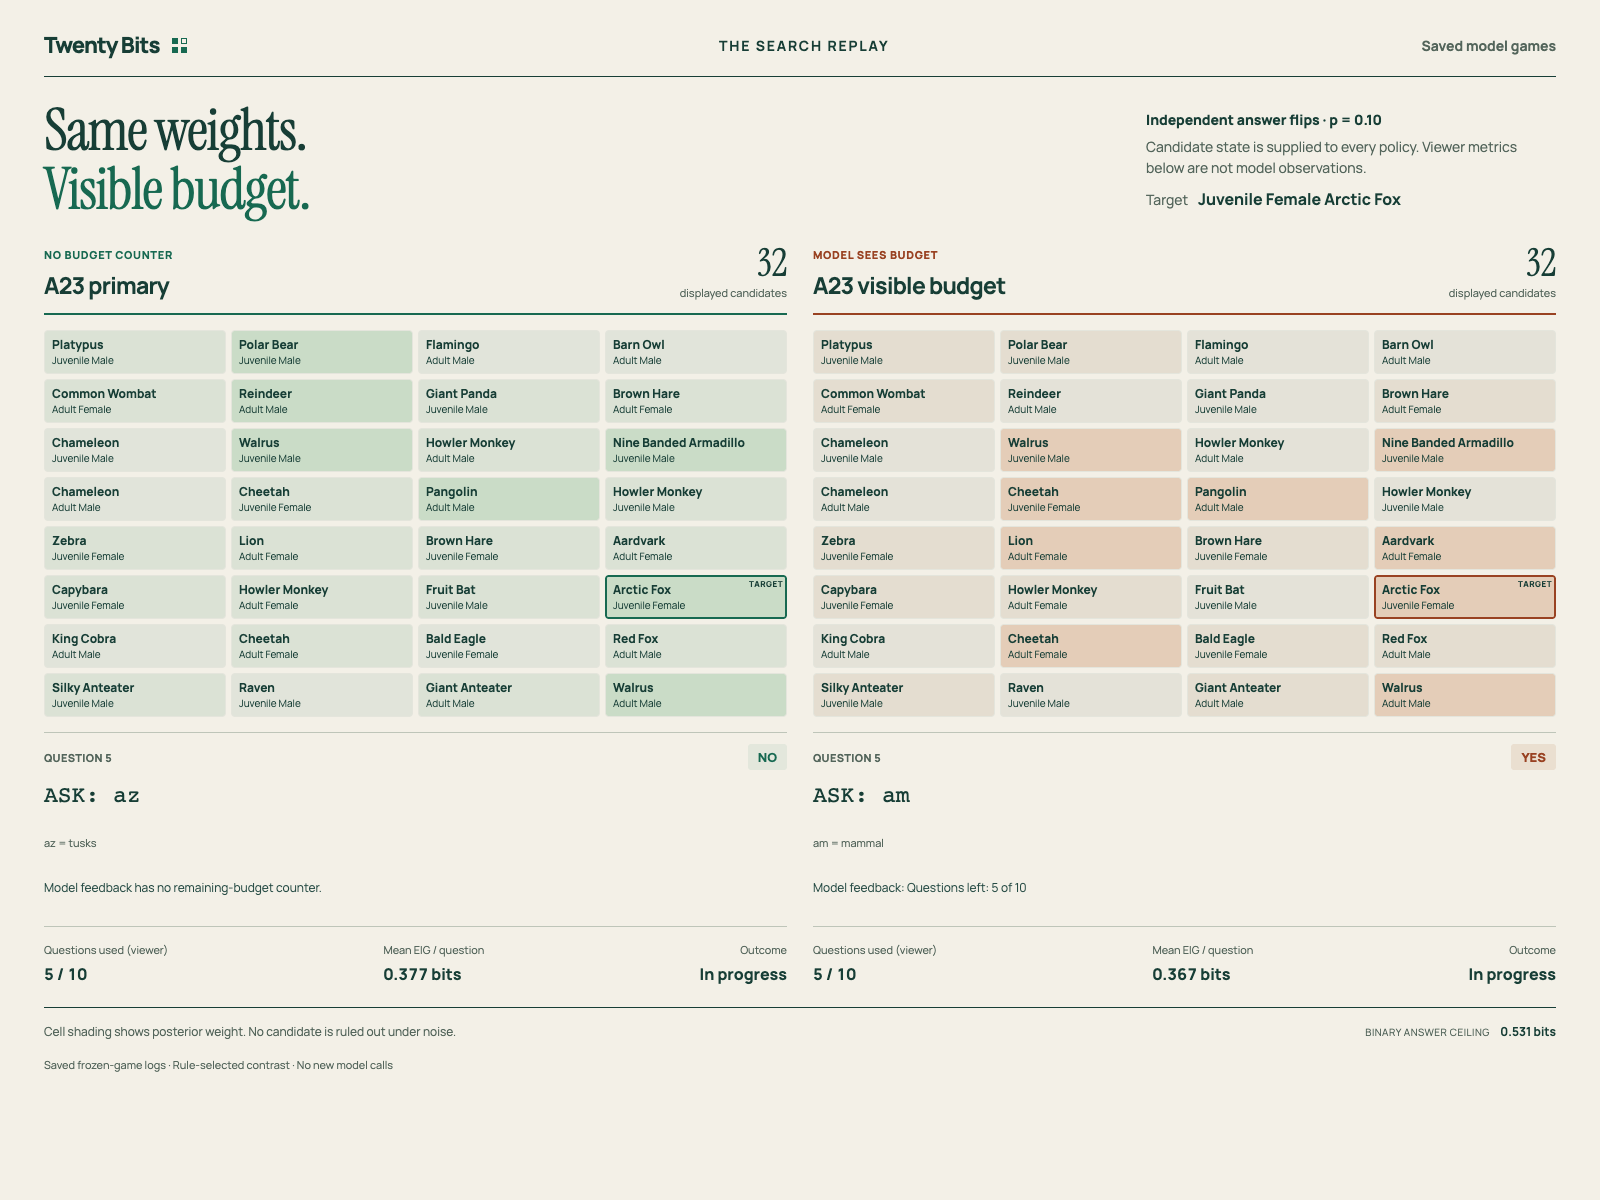 Twenty Bits
THE SEARCH REPLAY
Saved model games
Same weights.
Visible budget.
Independent answer flips · p = 0.10
Candidate state is supplied to every policy. Viewer metrics
below are not model observations.
Target Juvenile Female Arctic Fox
NO BUDGET COUNTER
A23 primary
32
displayed candidates
Platypus
Juvenile Male
Polar Bear
Juvenile Male
Flamingo
Adult Male
Barn Owl
Adult Male
Common Wombat
Adult Female
Reindeer
Adult Male
Giant Panda
Juvenile Male
Brown Hare
Adult Female
Chameleon
Juvenile Male
Walrus
Juvenile Male
Howler Monkey
Adult Male
Nine Banded Armadillo
Juvenile Male
Chameleon
Adult Male
Cheetah
Juvenile Female
Pangolin
Adult Male
Howler Monkey
Juvenile Male
Zebra
Juvenile Female
Lion
Adult Female
Brown Hare
Juvenile Female
Aardvark
Adult Female
Capybara
Juvenile Female
Howler Monkey
Adult Female
Fruit Bat
Juvenile Male
TARGET
Arctic Fox
Juvenile Female
King Cobra
Adult Male
Cheetah
Adult Female
Bald Eagle
Juvenile Female
Red Fox
Adult Male
Silky Anteater
Juvenile Male
Raven
Juvenile Male
Giant Anteater
Adult Male
Walrus
Adult Male
QUESTION 5
NO
ASK: az
az = tusks
Model feedback has no remaining-budget counter.
Questions used (viewer)
5 / 10
Mean EIG / question
0.377 bits
Outcome
In progress
MODEL SEES BUDGET
A23 visible budget
32
displayed candidates
Platypus
Juvenile Male
Polar Bear
Juvenile Male
Flamingo
Adult Male
Barn Owl
Adult Male
Common Wombat
Adult Female
Reindeer
Adult Male
Giant Panda
Juvenile Male
Brown Hare
Adult Female
Chameleon
Juvenile Male
Walrus
Juvenile Male
Howler Monkey
Adult Male
Nine Banded Armadillo
Juvenile Male
Chameleon
Adult Male
Cheetah
Juvenile Female
Pangolin
Adult Male
Howler Monkey
Juvenile Male
Zebra
Juvenile Female
Lion
Adult Female
Brown Hare
Juvenile Female
Aardvark
Adult Female
Capybara
Juvenile Female
Howler Monkey
Adult Female
Fruit Bat
Juvenile Male
TARGET
Arctic Fox
Juvenile Female
King Cobra
Adult Male
Cheetah
Adult Female
Bald Eagle
Juvenile Female
Red Fox
Adult Male
Silky Anteater
Juvenile Male
Raven
Juvenile Male
Giant Anteater
Adult Male
Walrus
Adult Male
QUESTION 5
YES
ASK: am
am = mammal
Model feedback: Questions left: 5 of 10
Questions used (viewer)
5 / 10
Mean EIG / question
0.367 bits
Outcome
In progress
Cell shading shows posterior weight. No candidate is ruled out under noise.
BINARY ANSWER CEILING 0.531 bits
Saved frozen-game logs · Rule-selected contrast · No new model calls